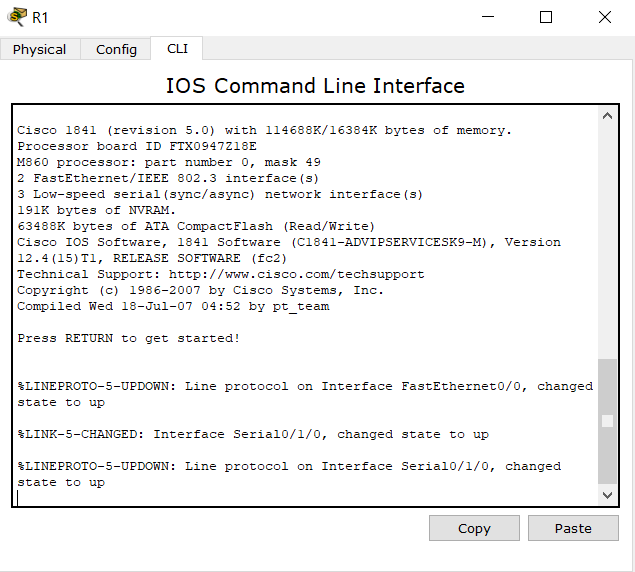 R1
Physical
Config
CLI
IOS Command Line Interface
Cisco 1841 (revision 5.0) with 114688K/16384K bytes of memory.
Processor board ID FTX0947Z18E
M860 processor: part number 0, mask 49
2 FastEthernet/IEEE 802.3 interface(s)
3 Low-speed serial(sync/async) network interface(s)
191K bytes of NVRAM.
63488K bytes of ATA CompactFlash (Read/Write)
Cisco IOS Software, 1841 Software (C1841-ADVIPSERVICESK9-M), Version
12.4(15)T1, RELEASE SOFTWARE (fc2)
Technical Support: http://www.cisco.com/techsupport
Copyright (c) 1986-2007 by Cisco Systems, Inc.
Compiled Wed 18-Jul-07 04:52 by pt_team
Press RETURN to get started!
%LINEPROTO-5-UPDOWN: Line protocol on Interface FastEthernet0/0, changed
state to up
%LINK-5-CHANGED: Interface Serial0/1/0, changed state to up
%LINEPROTO-5-UPDOWN: Line protocol on Interface Serial0/1/0, changed
state to up
Copy
Paste